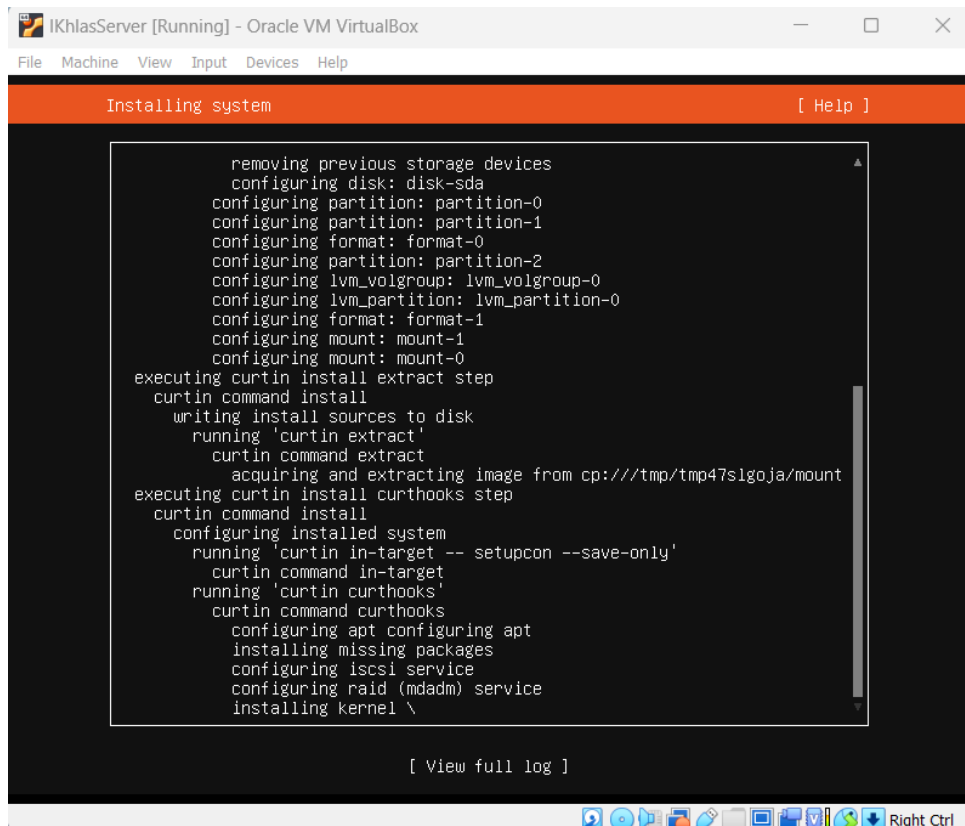 IKhlasServer [Running] - Oracle VM VirtualBox
File Machine View Input Devices Help
Installing system [ Help ]
removing previous storage devices
configuring disk: disk-sda
configuring partition: partition-0
configuring partition: partition-1
configuring format: format-0
configuring partition: partition-2
configuring lvm_volgroup: lvm_volgroup-0
configuring lvm_partition: lvm_partition-0
configuring format: format-1
configuring mount: mount-1
configuring mount: mount-0
executing curtin install extract step
curtin command install
writing install sources to disk
running 'curtin extract'
curtin command extract
acquiring and extracting image from cp:///tmp/tmp47slgoja/mount
executing curtin install curthooks step
curtin command install
configuring installed system
running 'curtin in-target -- setupcon --save-only'
curtin command in-target
running 'curtin curthooks'
curtin command curthooks
configuring apt configuring apt
installing missing packages
configuring iscsi service
configuring raid (mdadm) service
installing kernel \
[ View full log ]
Right Ctrl